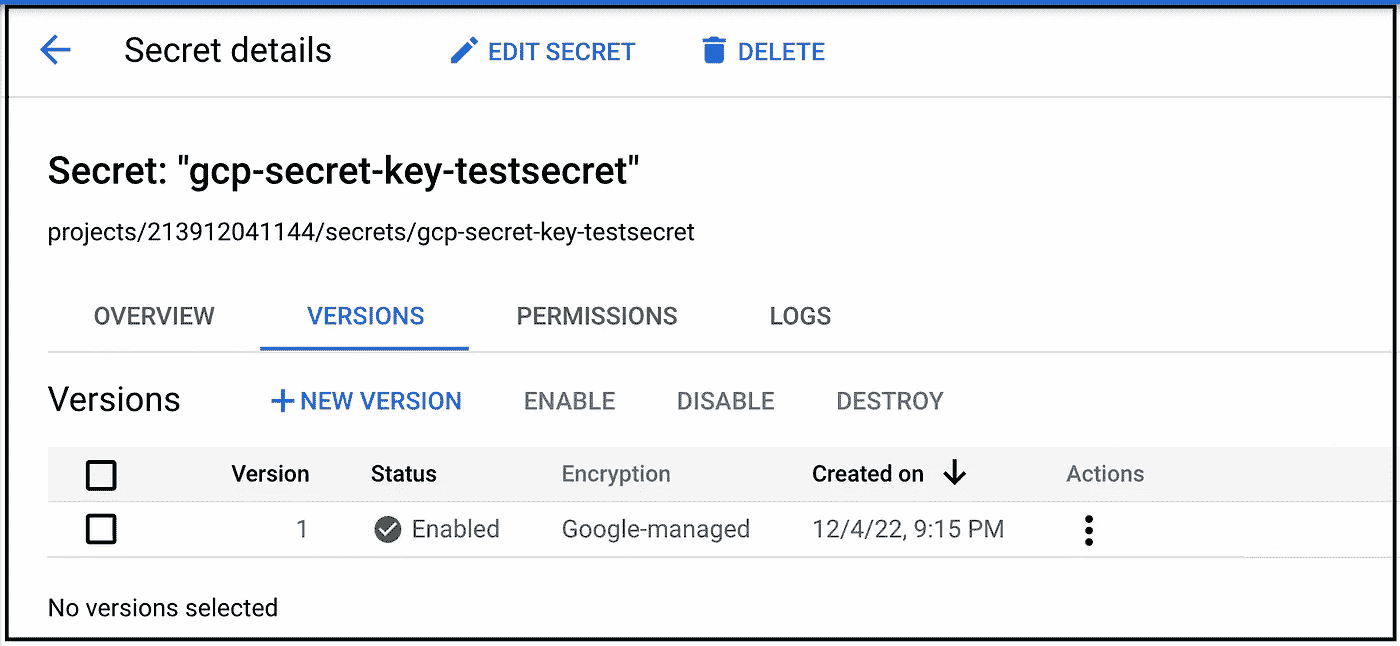 Secret details EDIT SECRET DELETE
Secret: "gcp-secret-key-testsecret"
projects/213912041144/secrets/gcp-secret-key-testsecret
OVERVIEW VERSIONS PERMISSIONS LOGS
Versions +NEW VERSION ENABLE DISABLE DESTROY
Version Status Encryption Created on Actions
1 Enabled Google-managed 12/4/22, 9:15 PM
No versions selected